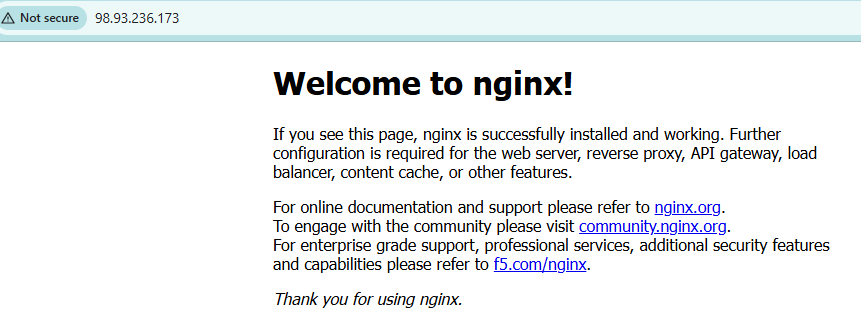 Not secure 98.93.236.173
Welcome to nginx!
If you see this page, nginx is successfully installed and working. Further
configuration is required for the web server, reverse proxy, API gateway, load
balancer, content cache, or other features.
For online documentation and support please refer to nginx.org.
To engage with the community please visit community.nginx.org.
For enterprise grade support, professional services, additional security features
and capabilities please refer to f5.com/nginx.
Thank you for using nginx.